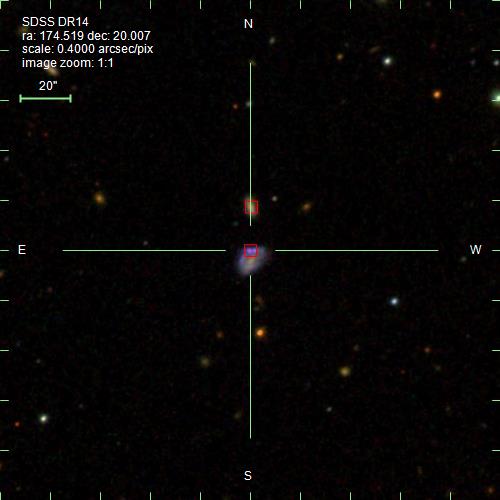 N
SDSS DR14
ra: 174.519 dec: 20.007
scale: 0.4000 arcsec/pix
image zoom: 1:1
20"
E
W
S